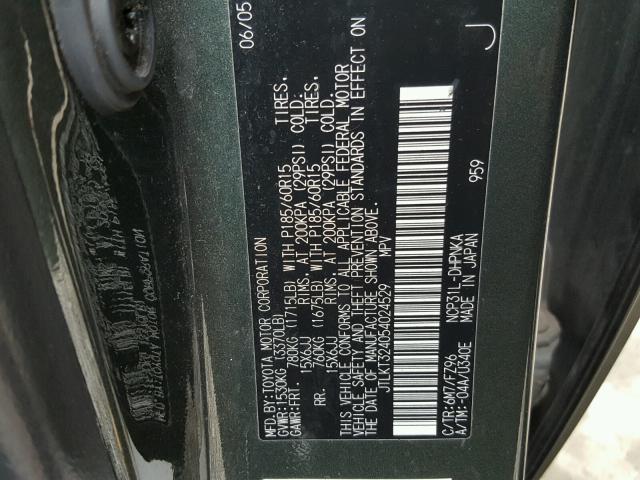 MFD.BY:TOYOTA MOTOR CORPORATION 06/05
GVWR:1530KG (3370LB)
GAWR:FRT. 780KG (1715LB) WITH P185/60R15 TIRES.
15X6JJ RIMS, AT 200KPA (29PSI) COLD:
RR. 760KG (1675LB) WITH P185/60R15 TIRES.
15X6JJ RIMS, AT 200KPA (29PSI) COLD:
THIS VEHICLE CONFORMS TO ALL APPLICABLE FEDERAL MOTOR
VEHICLE SAFETY AND THEFT PREVENTION STANDARDS IN EFFECT ON
THE DATE OF MANUFACTURE SHOWN ABOVE.
JTLKT324054024529 MPV J
C/TR:6M7/FZ96 NCP31L-DHPNKA
A/TM:-04A/U340E MADE IN JAPAN 959